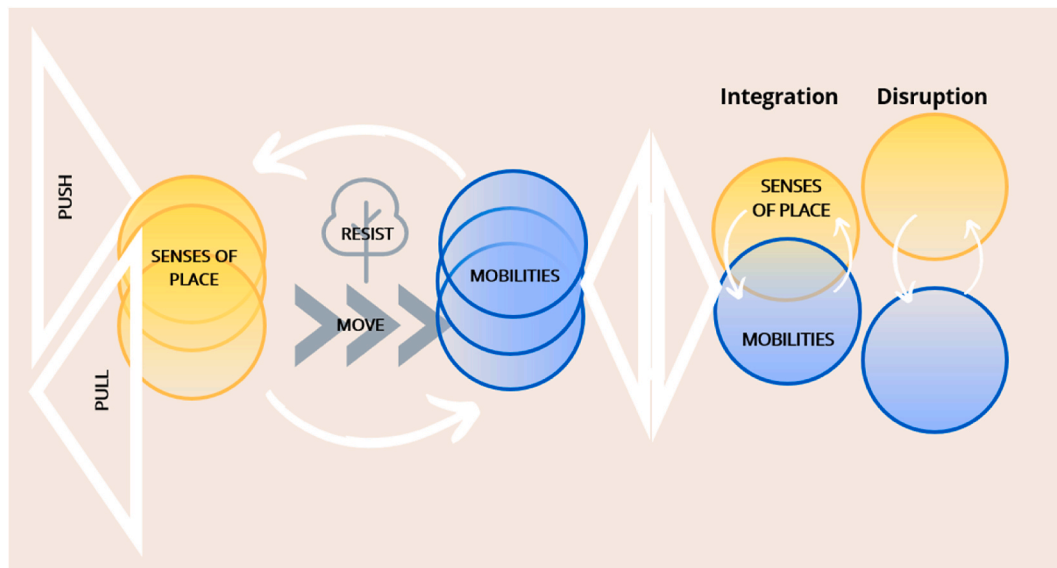 PUSH
PULL
SENSES OF
PLACE
RESIST
MOVE
MOBILITIES
Integration
Disruption
SENSES
OF PLACE
MOBILITIES